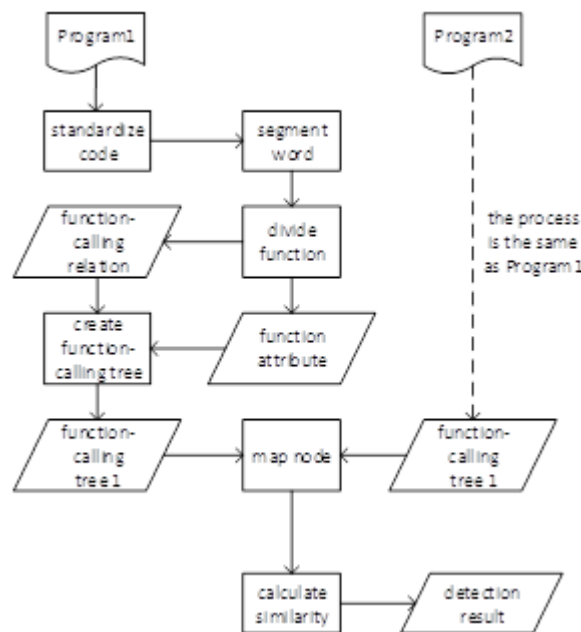 Program1
Program2
standardize
code
segment
word
function-
calling
relation
divide
function
the process
is the same
as Program1
create
function-
calling tree
function
attribute
function-
calling
tree 1
map node
function-
calling
tree 1
calculate
similarity
detection
result